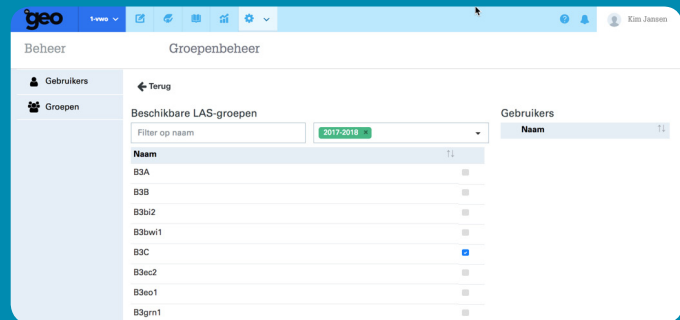 geo 1-vwo Kim Jansen
Beheer Groepenbeheer
Gebruikers
Groepen
Terug
Beschikbare LAS-groepen
Filter op naam 2017-2018 ×
Naam
B3A
B3B
B3bi2
B3bwi1
B3C
B3ec2
B3eo1
B3grn1
Gebruikers
Naam